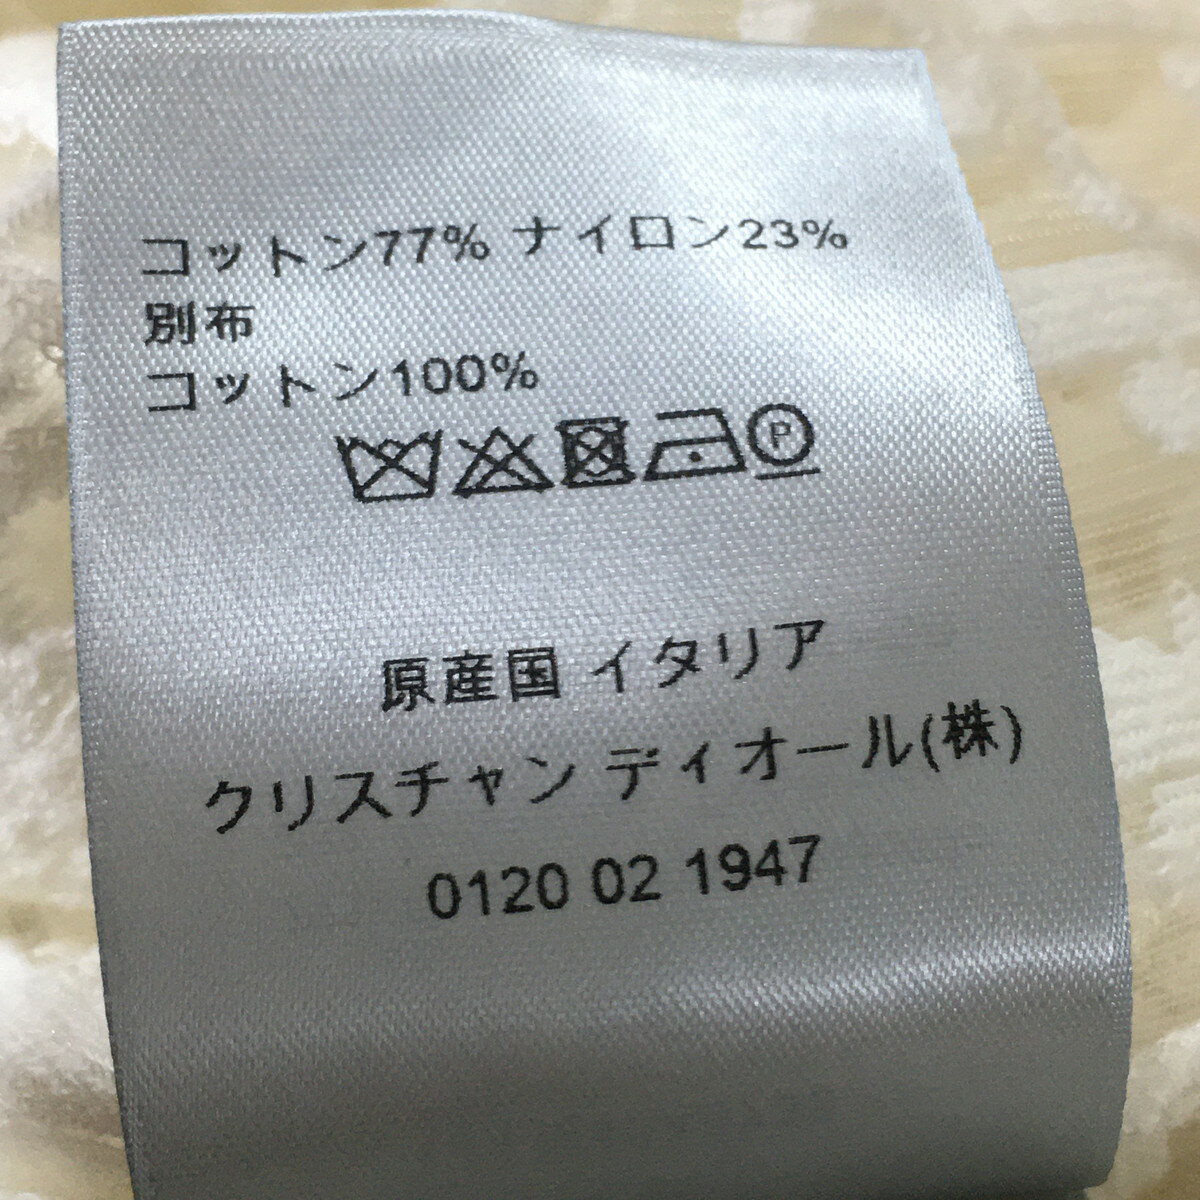 コットン77% ナイロン23%
別布
コットン100%
P
原産国 イタリア
クリスチャン ディオール(株)
0120 02 1947